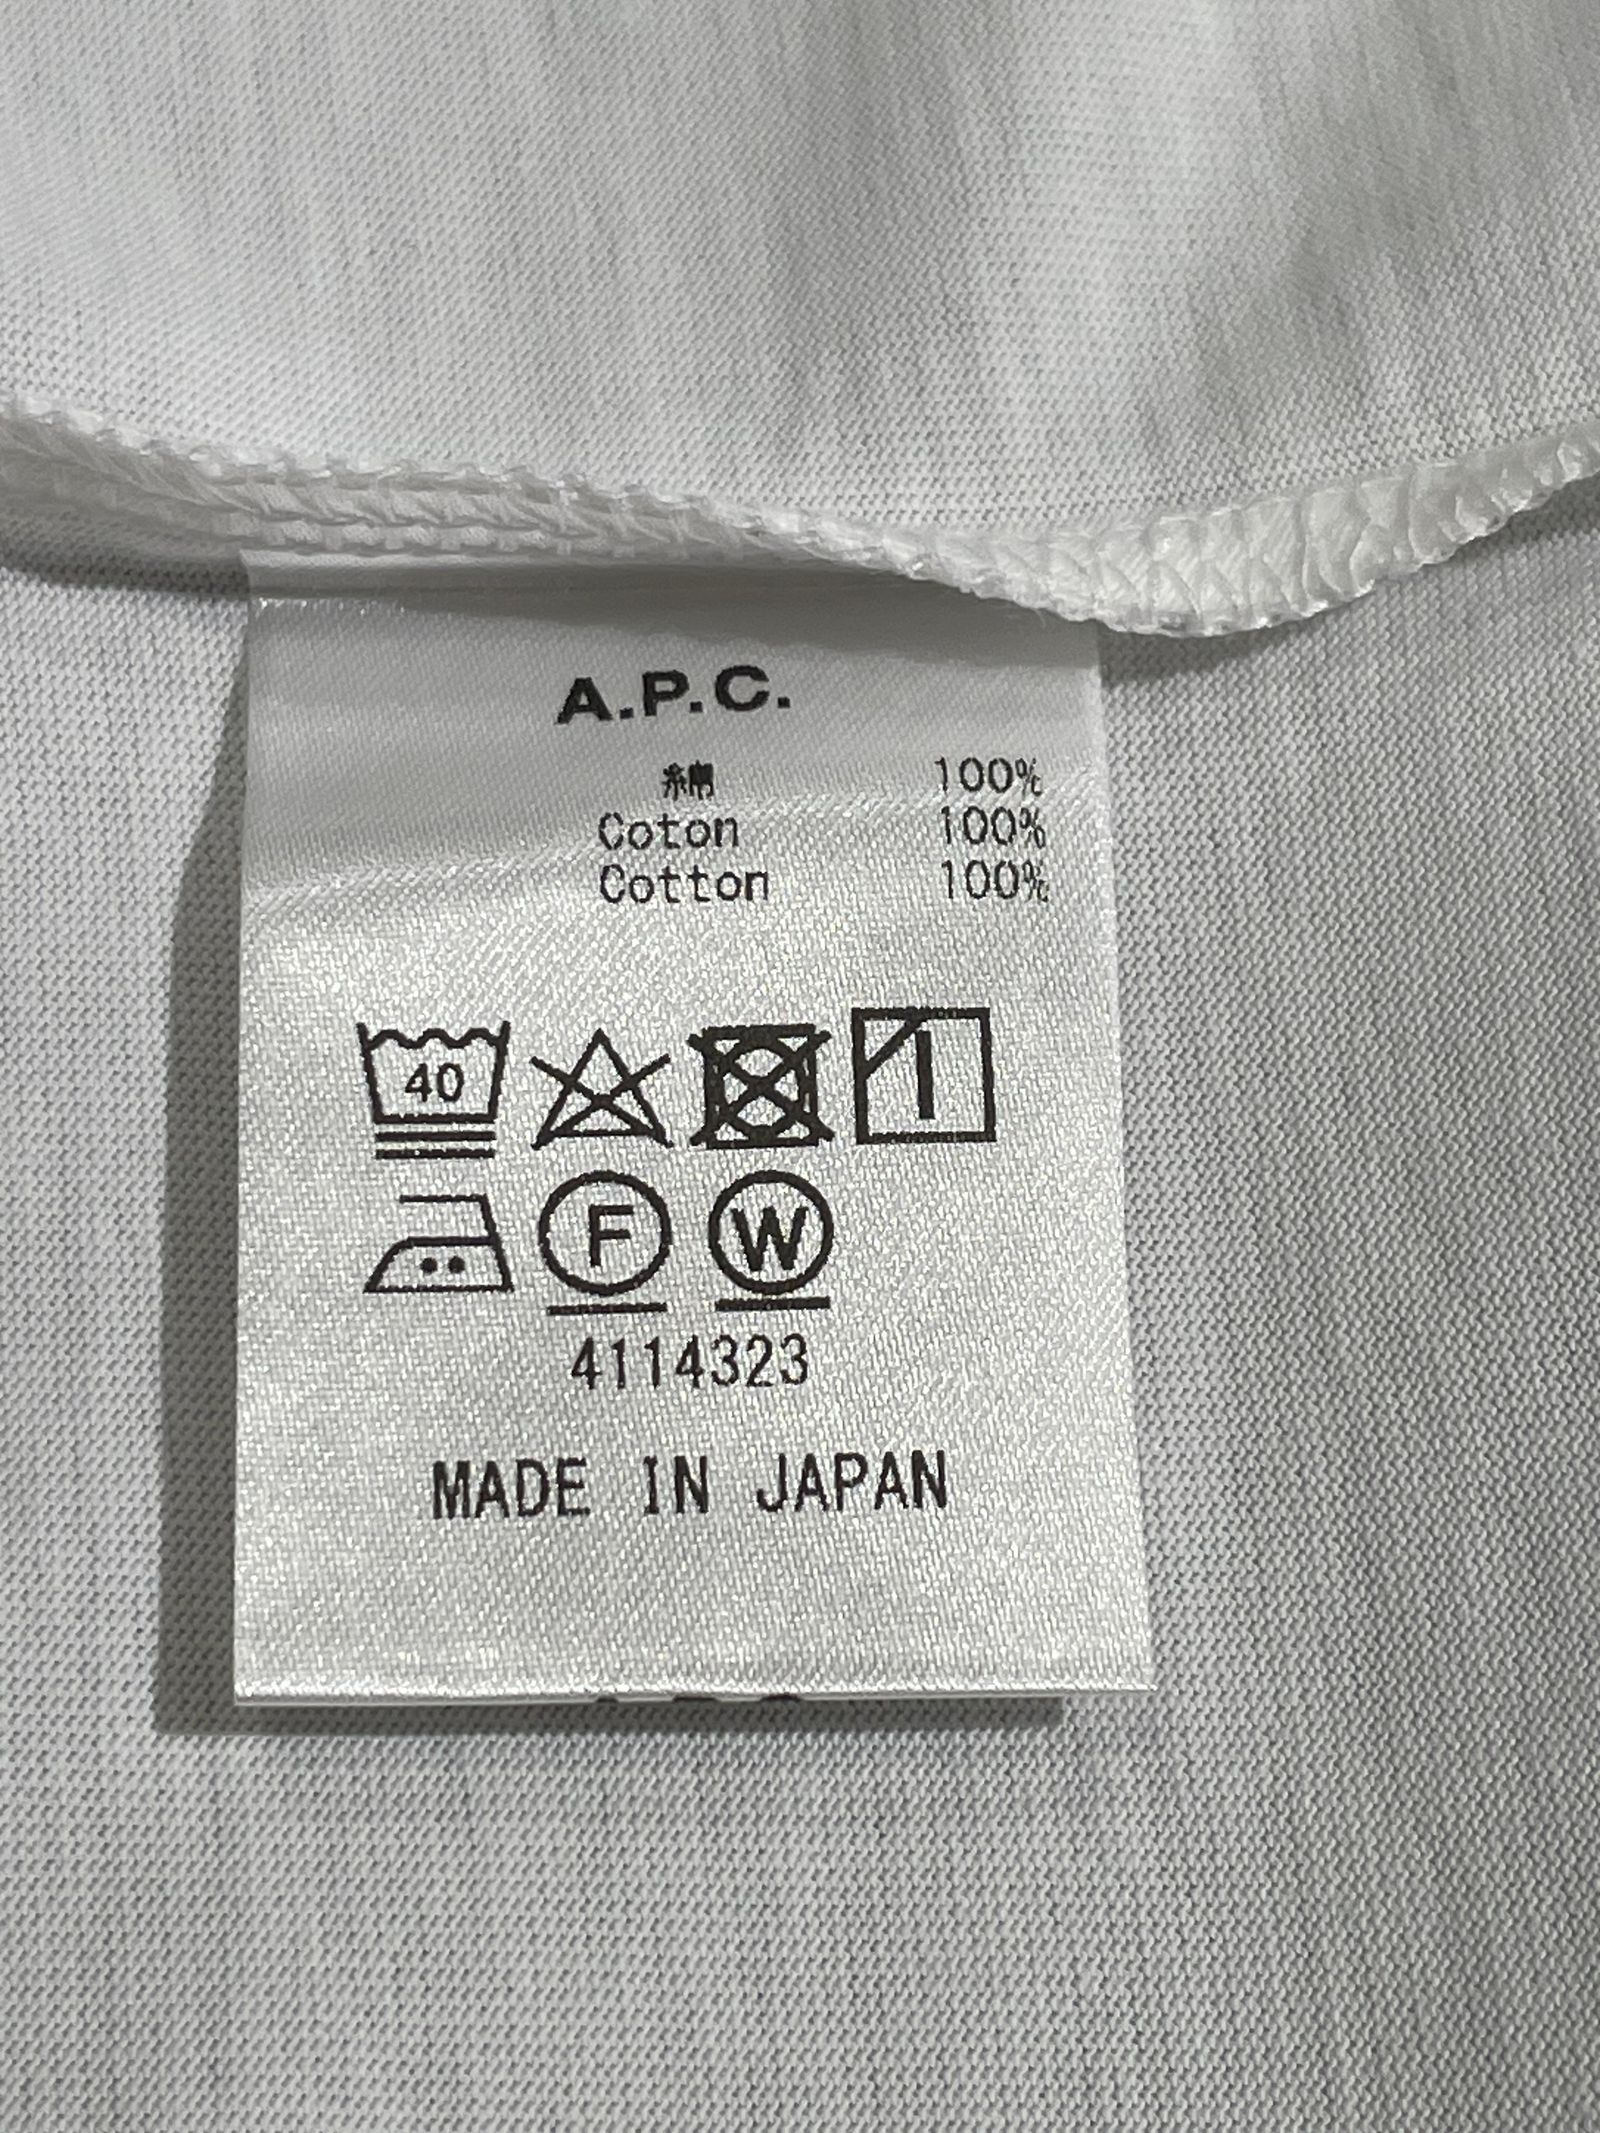 A.P.C.
綿 100%
Coton 100%
Cotton 100%
40
F W
4114323
MADE IN JAPAN